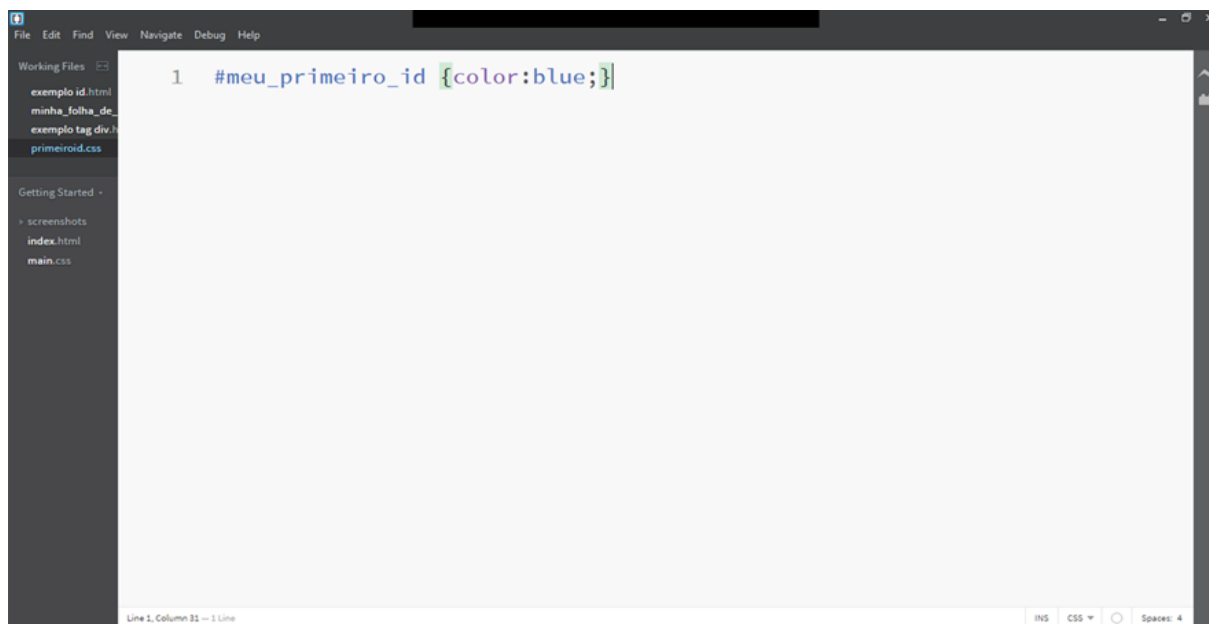 File Edit Find View Navigate Debug Help
Working Files
exemplo id.html
minha_folha_de_
exemplo tag div.h
primeiroid.css
Getting Started
screenshots
index.html
main.css
1 #meu_primeiro_id {color:blue;}
Line 1, Column 31 — 1 Line
INS CSS Spaces: 4